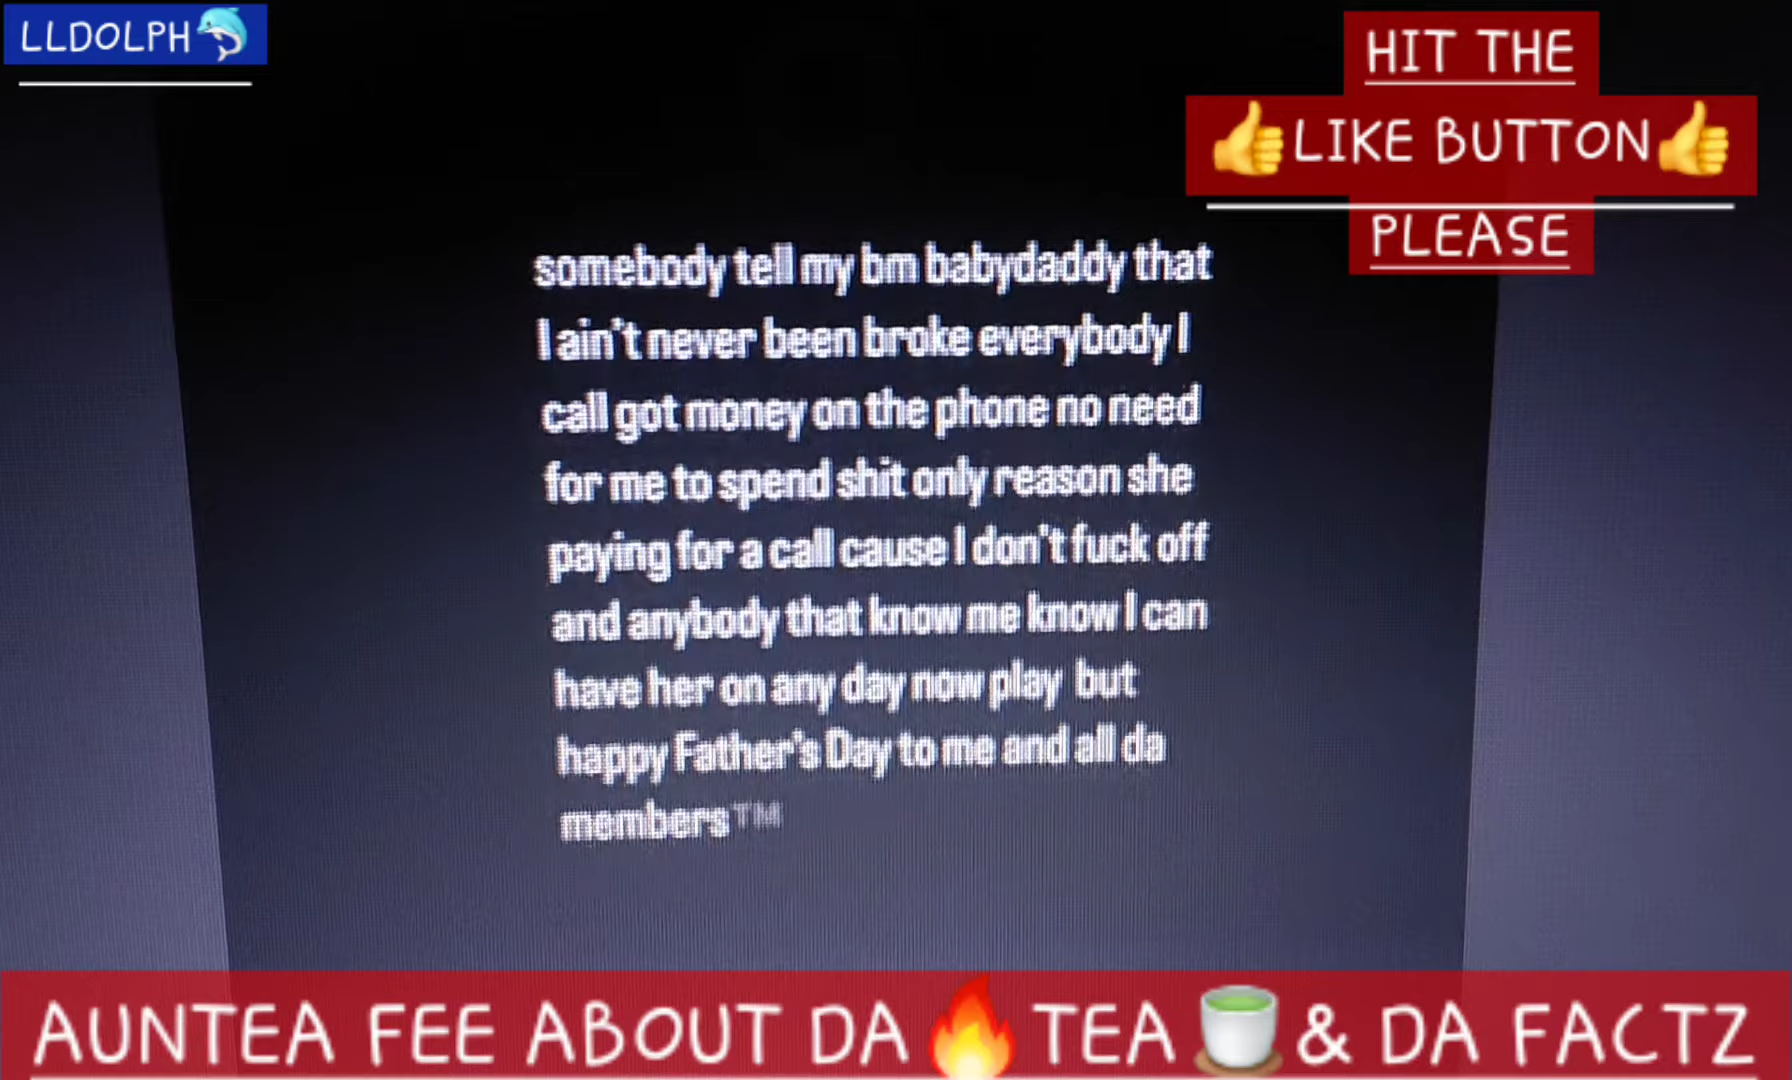 LLDOLPH🐬
HIT THE
👍LIKE BUTTON👍
PLEASE
somebody tell my bm babydaddy that
I ain't never been broke everybody I
call got money on the phone no need
for me to spend shit only reason she
paying for a call cause I don't fuck off
and anybody that know me know I can
have her on any day now play but
happy Father's Day to me and all da
members™
AUNTEA FEE ABOUT DA🔥TEA🍵& DA FACTZ